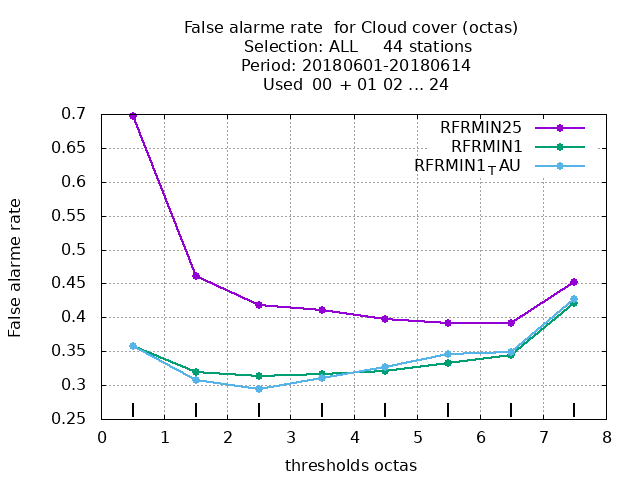 False alarme rate  for Cloud cover (octas)
Selection: ALL     44 stations
Period: 20180601-20180614
Used  00  + 01 02 ... 24
0.7
0.65
0.6
0.55
0.5
0.45
0.4
0.35
0.3
0.25
False alarme rate
RFRMIN25
RFRMIN1
RFRMIN1TAU
0 1 2 3 4 5 6 7 8
thresholds octas